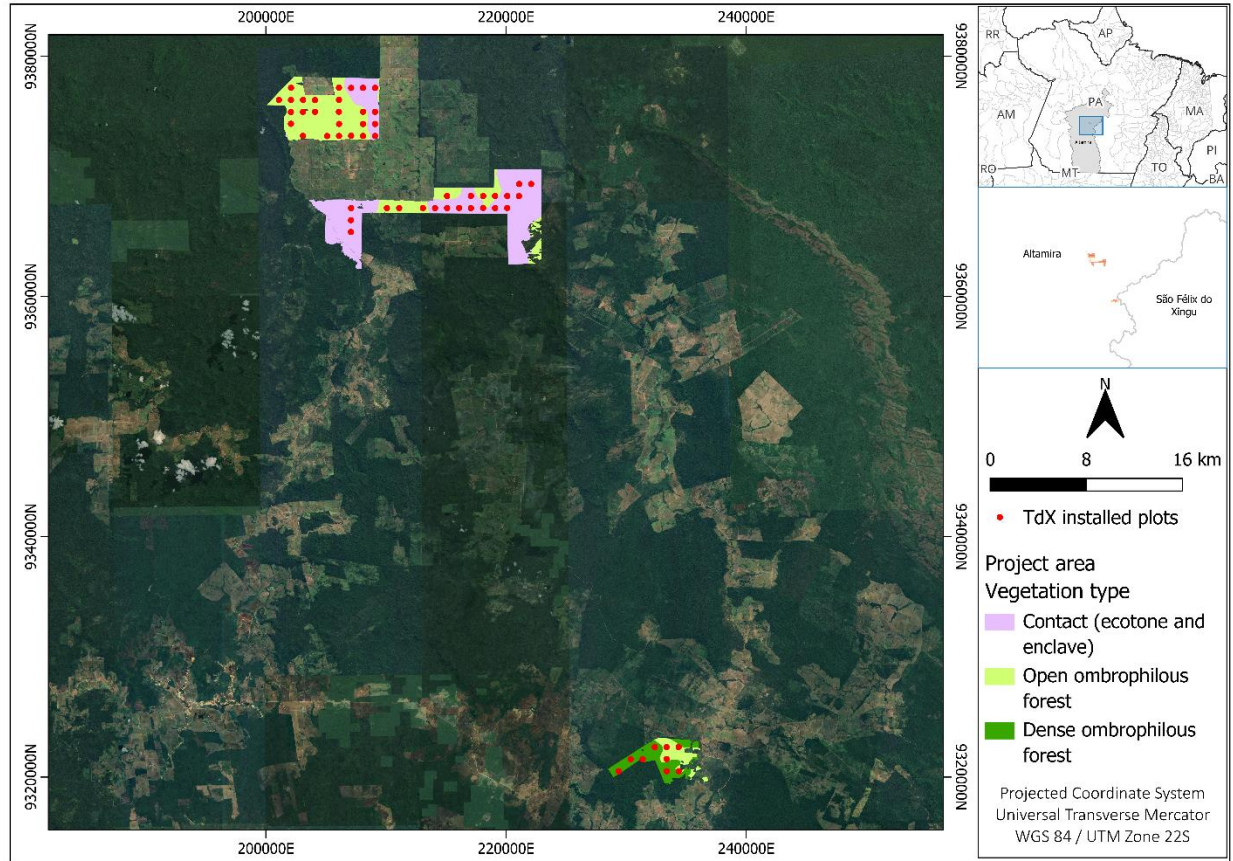 200000E
220000E
240000E
9380000N
9380000N
9360000N
9360000N
9340000N
9340000N
9320000N
9320000N
200000E
220000E
240000E
RR
AP
AM
PA
MA
Altamira
PI
RO
MT
TO
BA
Altamira
São Félix do
Xingu
N
0 8 16 km
TdX installed plots
Project area
Vegetation type
Contact (ecotone and
enclave)
Open ombrophilous
forest
Dense ombrophilous
forest
Projected Coordinate System
Universal Transverse Mercator
WGS 84 / UTM Zone 22S